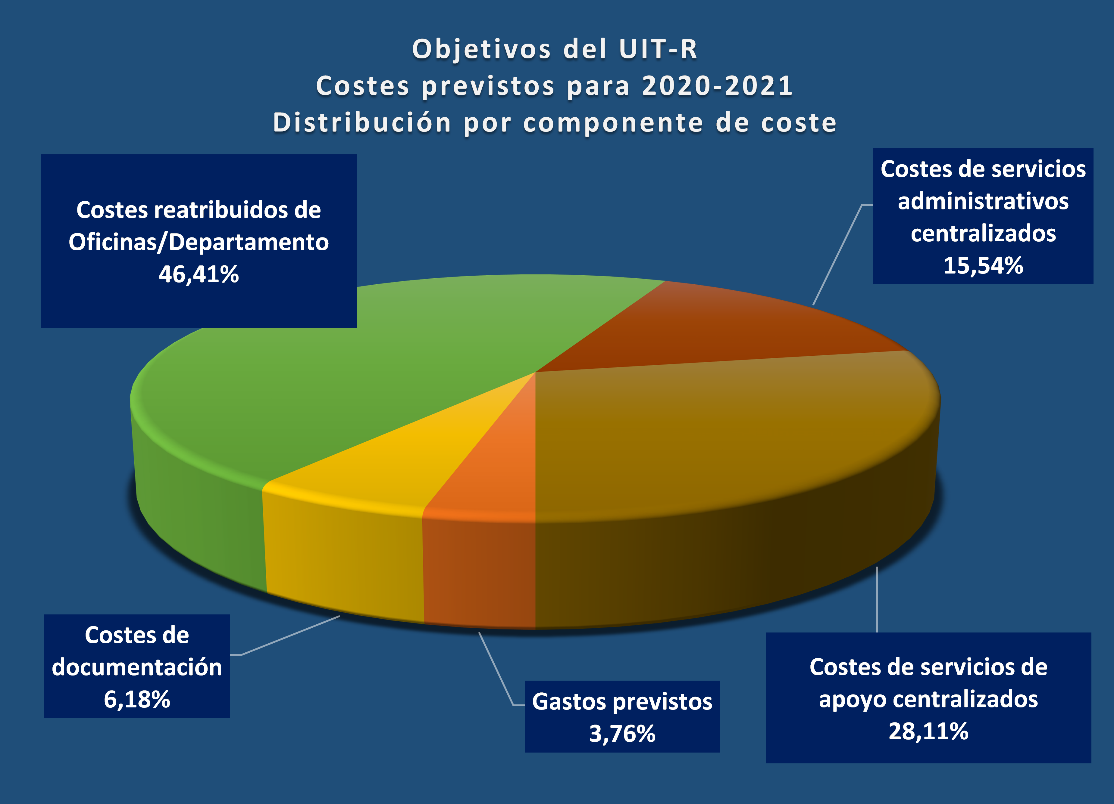 Objetivos del UIT-R
Costes previstos para 2020-2021
Distribución por componente de coste
Costes reatribuidos de
Oficinas/Departamento
46,41%
Costes de servicios
administrativos
centralizados
15,54%
Costes de
documentación
6,18%
Gastos previstos
3,76%
Costes de servicios de
apoyo centralizados
28,11%